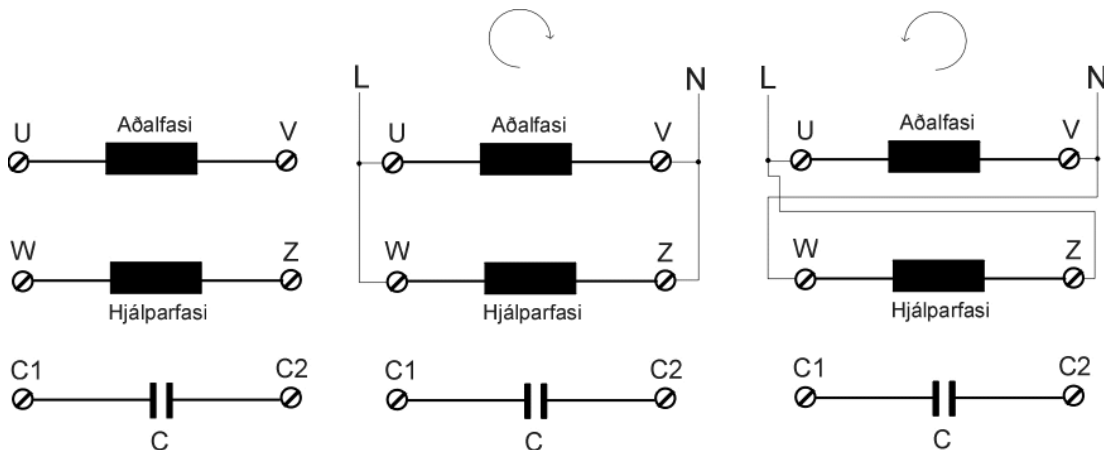 L N L N
U Aðalfasi V U Aðalfasi V U Aðalfasi V
W Z W Z W Z
Hjálparfasi Hjálparfasi Hjálparfasi
C1 C2 C1 C2 C1 C2
C C C